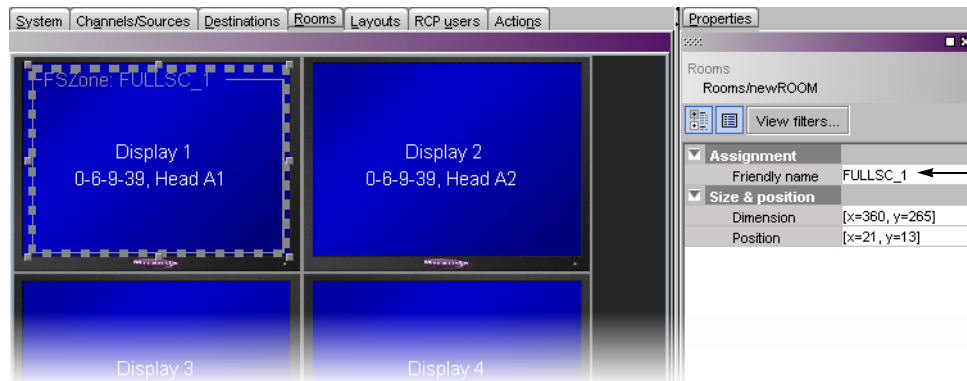 System Channels/Sources Destinations Rooms Layouts RCP users Actions
Properties
Rooms
Rooms/newROOM
View filters...
Assignment
Friendly name FULLSC_1
Size & position
Dimension [x=360, y=265]
Position [x=21, y=13]
FSZone: FULLSC_1
Display 1
0-6-9-39, Head A1
Display 2
0-6-9-39, Head A2
Miranda
Display 3
Display 4